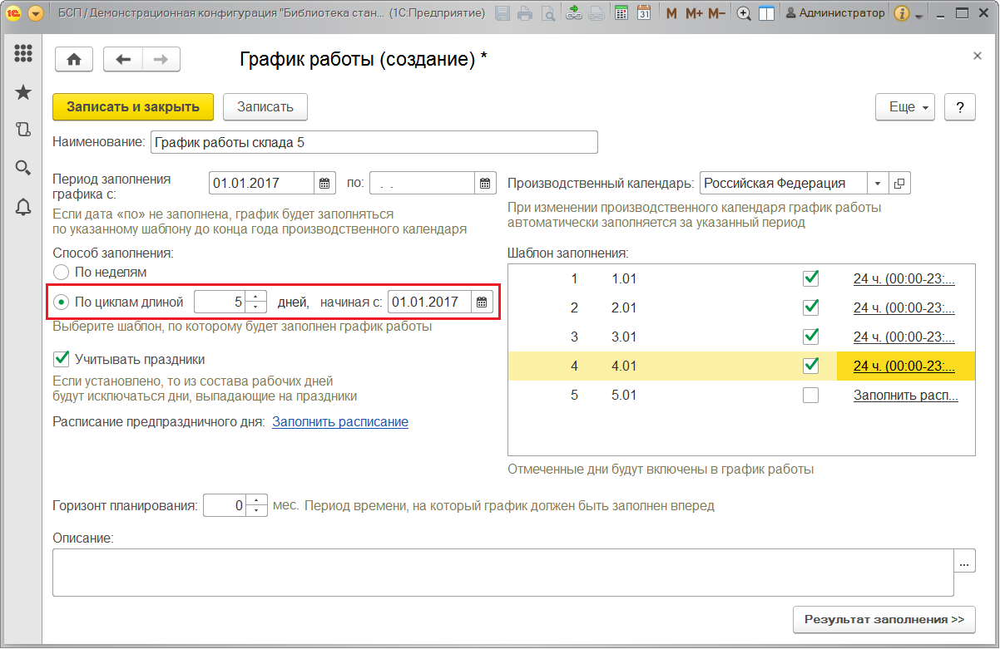 БСП / Демонстрационная конфигурация "Библиотека стан... (1С:Предприятие)
31 M M+ M− Администратор
График работы (создание) *
Записать и закрыть Записать Еще ?
Наименование: График работы склада 5
Период заполнения
графика с: 01.01.2017 по: . .
Если дата «по» не заполнена, график будет заполняться
по указанному шаблону до конца года производственного календаря
Производственный календарь: Российская Федерация
При изменении производственного календаря график работы
автоматически заполняется за указанный период
Способ заполнения:
По неделям
По циклам длиной 5 дней, начиная с: 01.01.2017
Выберите шаблон, по которому будет заполнен график работы
Учитывать праздники
Если установлено, то из состава рабочих дней
будут исключаться дни, выпадающие на праздники
Расписание предпраздничного дня: Заполнить расписание
Шаблон заполнения:
1 1.01 24 ч. (00:00-23:...
2 2.01 24 ч. (00:00-23:...
3 3.01 24 ч. (00:00-23:...
4 4.01 24 ч. (00:00-23:...
5 5.01 Заполнить расп...
Отмеченные дни будут включены в график работы
Горизонт планирования: 0 мес. Период времени, на который график должен быть заполнен вперед
Описание:
...
Результат заполнения >>